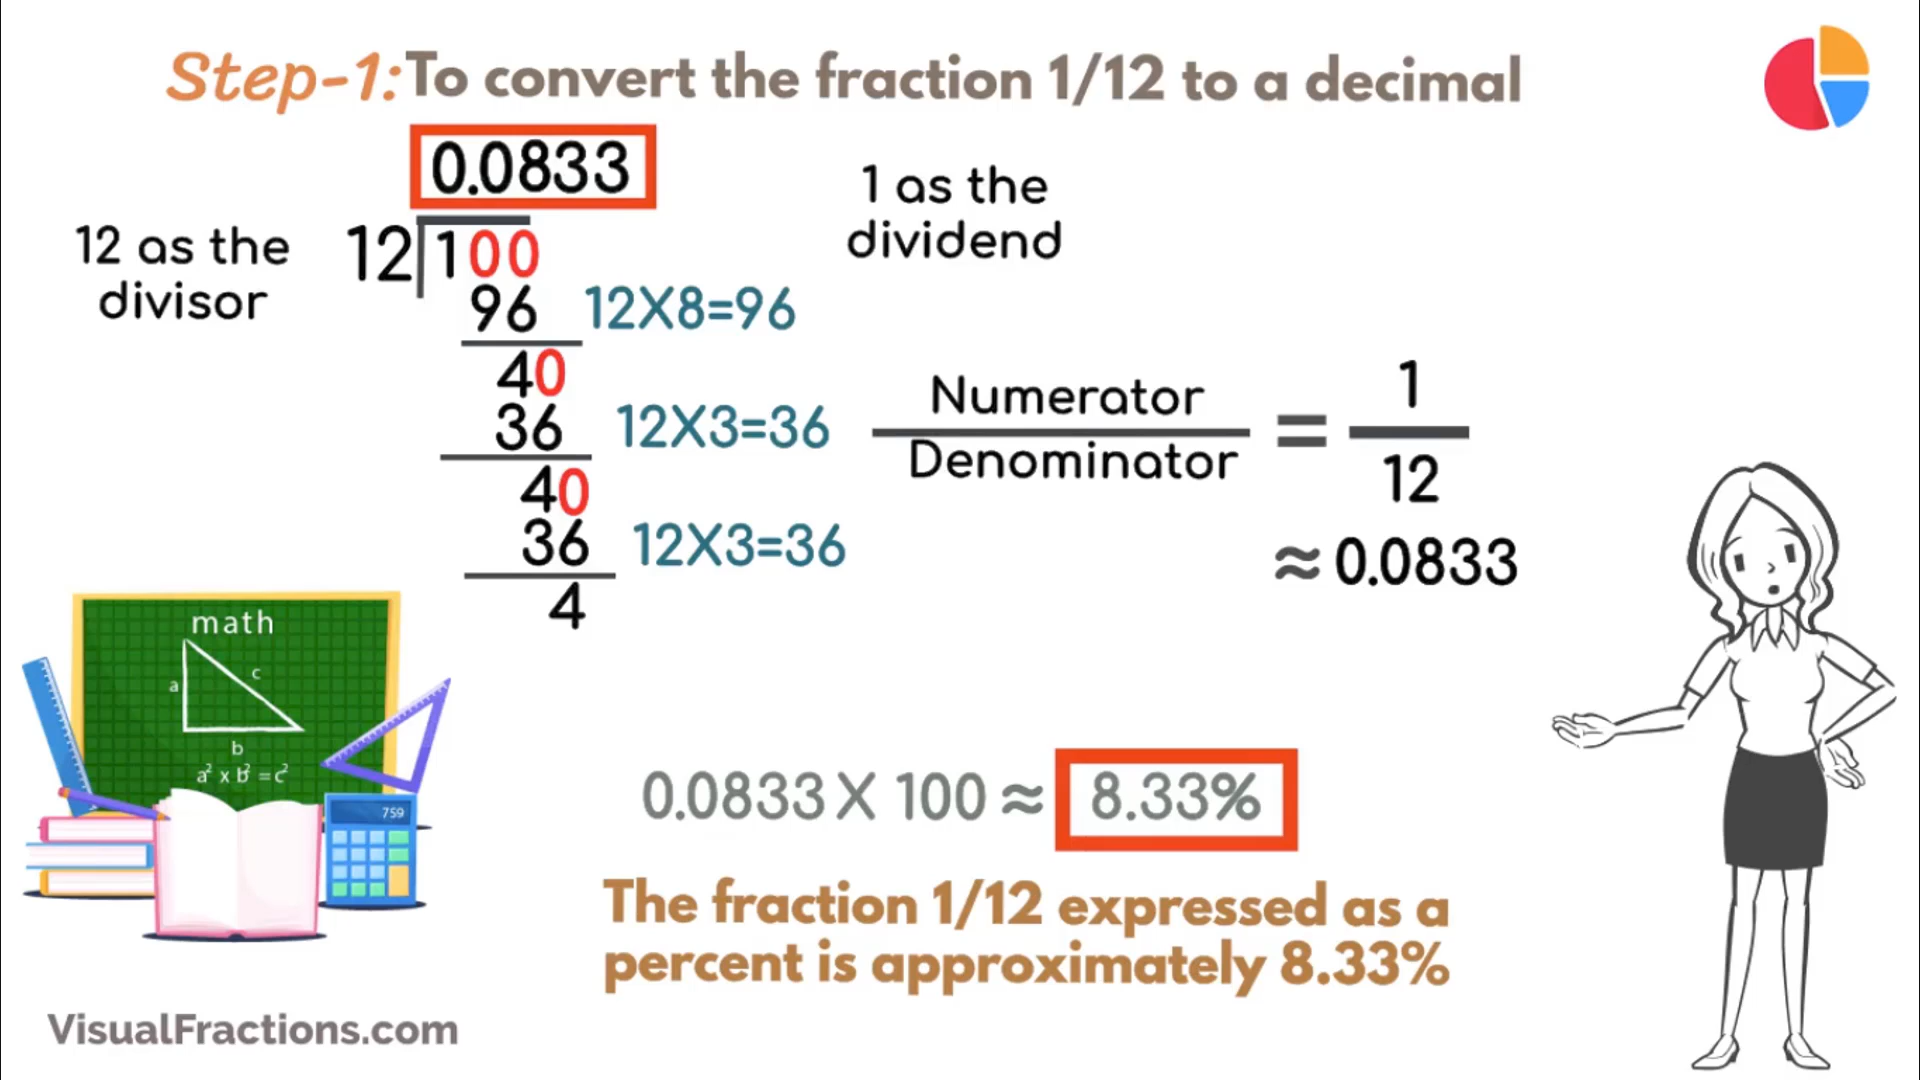 Step-1: To convert the fraction 1/12 to a decimal
0.0833
1 as the
dividend
12 as the
divisor
12 100
96 12X8=96
40
36 12X3=36
40
36 12X3=36
4
Numerator
Denominator
=
1
12
≈ 0.0833
math
a
c
b
a² x b² = c²
759
0.0833 X 100 ≈ 8.33%
The fraction 1/12 expressed as a
percent is approximately 8.33%
VisualFractions.com